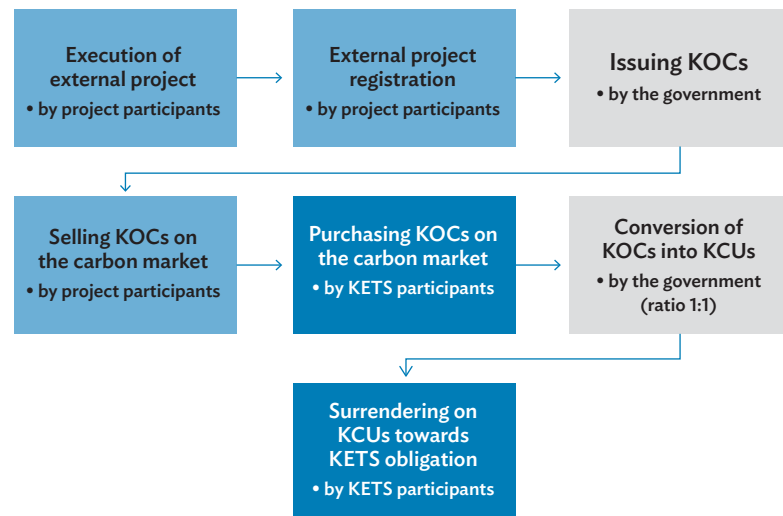 Execution of
external project
• by project participants
External project
registration
• by project participants
Issuing KOCs
• by the government
Selling KOCs on
the carbon market
• by project participants
Purchasing KOCs on
the carbon market
• by KETS participants
Conversion of
KOCs into KCUs
• by the government
(ratio 1:1)
Surrendering on
KCUs towards
KETS obligation
• by KETS participants